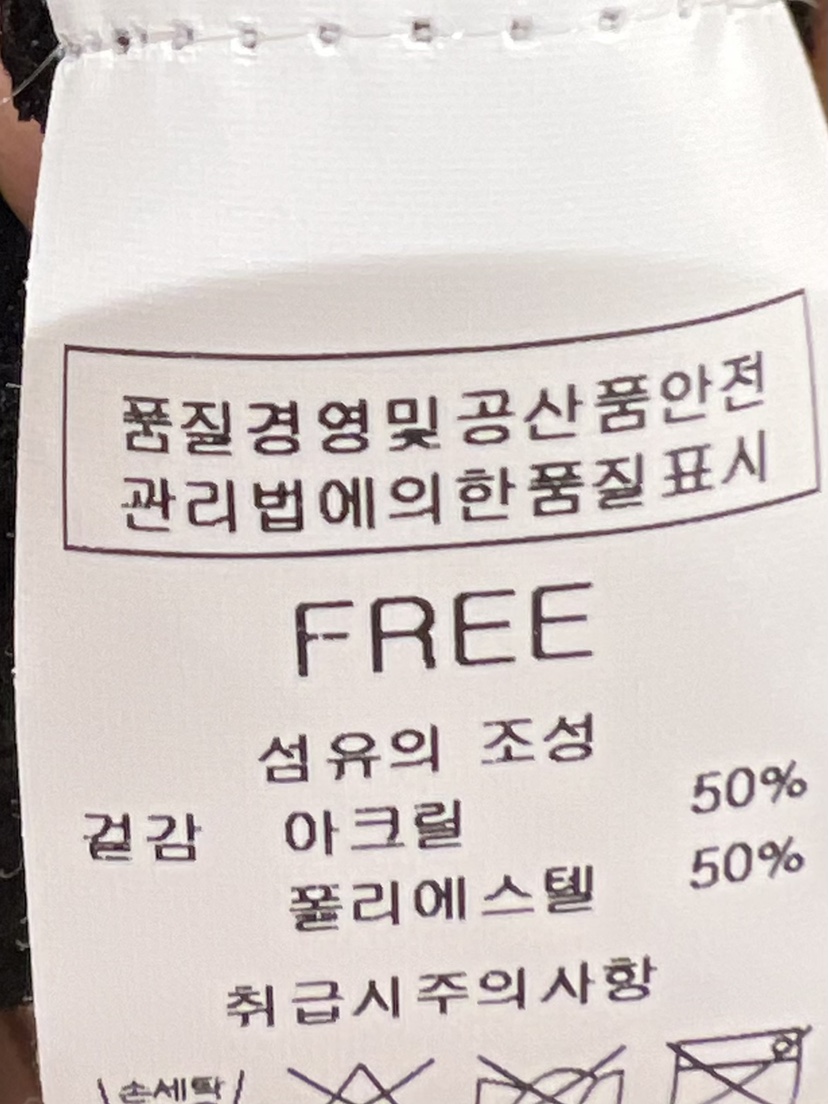 품질경영및공산품안전
관리법에의한품질표시
FREE
섬유의 조성
겉감 아크릴 50%
폴리에스텔 50%
취급시주의사항
손세탁